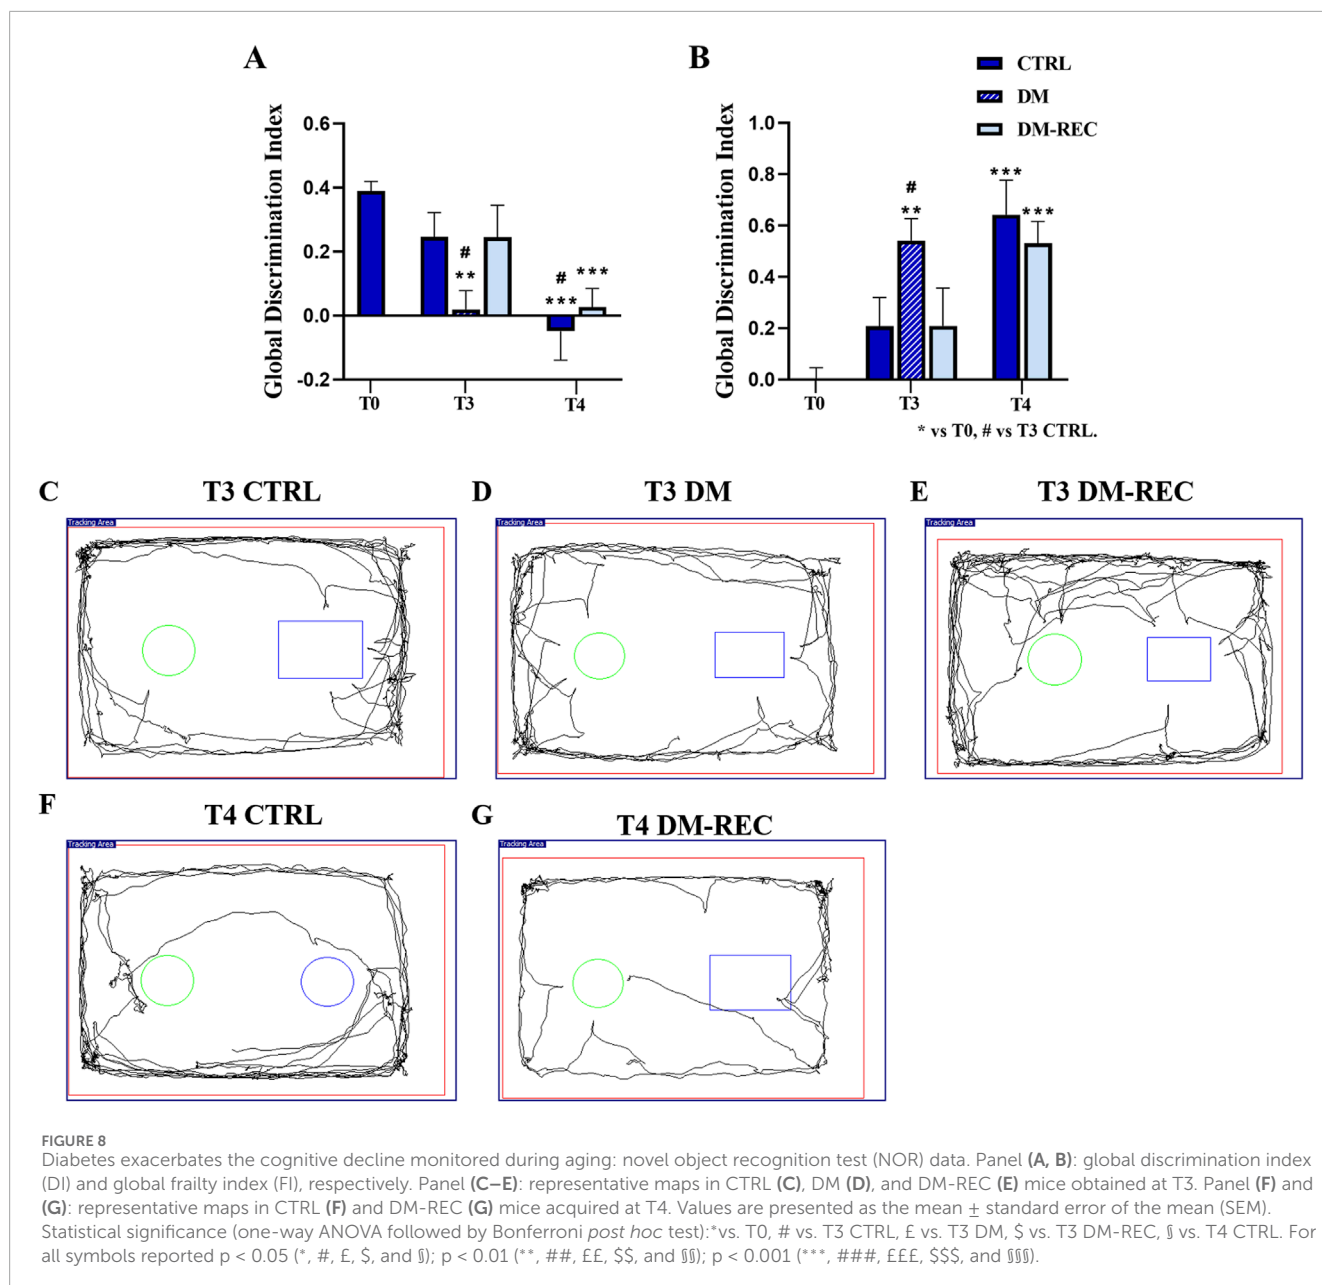 A
B
CTRL
DM
DM-REC
Global Discrimination Index
0.6
0.4
0.2
0.0
-0.2
#
**
#
***
***
T0
T3
T4
Global Discrimination Index
1.0
0.8
0.6
0.4
0.2
0.0
#
**
***
***
T0
T3
T4
* vs T0, # vs T3 CTRL.
C
T3 CTRL
D
T3 DM
E
T3 DM-REC
Tracking Area
Tracking Area
Tracking Area
F
T4 CTRL
G
T4 DM-REC
Tracking Area
Tracking Area
FIGURE 8
Diabetes exacerbates the cognitive decline monitored during aging: novel object recognition test (NOR) data. Panel (A, B): global discrimination index
(DI) and global frailty index (FI), respectively. Panel (C–E): representative maps in CTRL (C), DM (D), and DM-REC (E) mice obtained at T3. Panel (F) and
(G): representative maps in CTRL (F) and DM-REC (G) mice acquired at T4. Values are presented as the mean ± standard error of the mean (SEM).
Statistical significance (one-way ANOVA followed by Bonferroni post hoc test):*vs. T0, # vs. T3 CTRL, £ vs. T3 DM, $ vs. T3 DM-REC, § vs. T4 CTRL. For
all symbols reported p < 0.05 (*, #, £, $, and §); p < 0.01 (**, ##, ££, $$, and §§); p < 0.001 (***, ###, £££, $$$, and §§§).